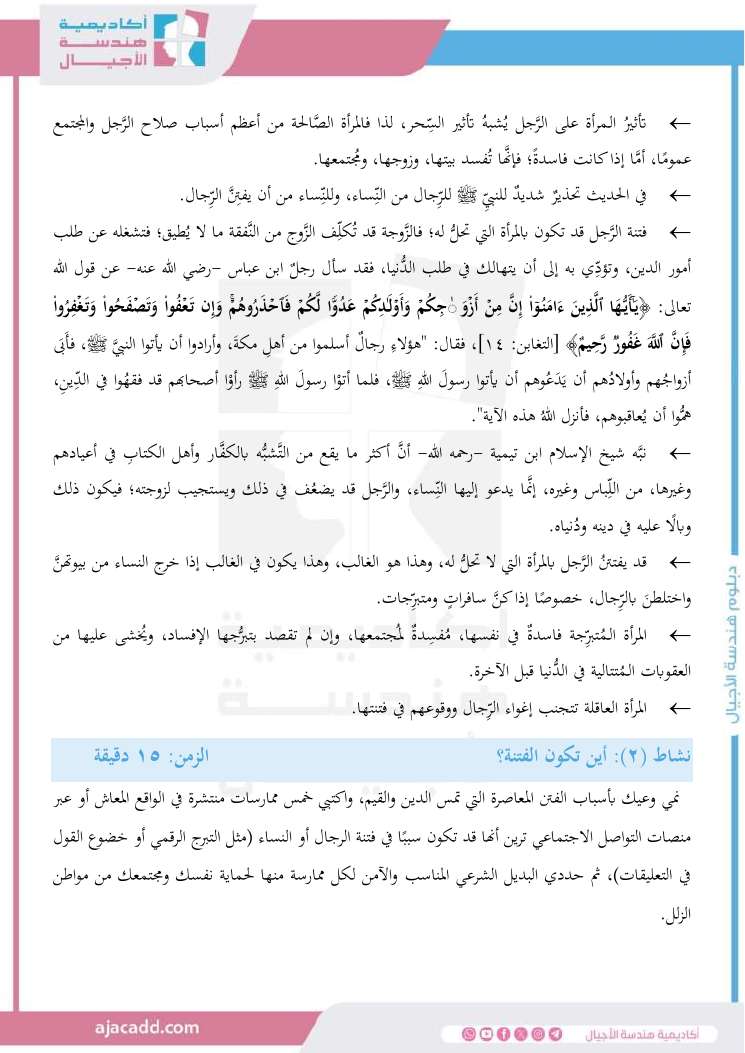 أكاديمية
هندسة
الأجيال
← تأثيرُ المرأة على الرَّجل يُشبهُ تأثير السِّحر، لذا فالمرأة الصَّالحة من أعظم أسباب صلاح الرَّجل والمجتمع
عمومًا، أمَّا إذا كانت فاسدةً؛ فإنَّها تُفسد بيتها، وزوجها، ومُجتمعها.
← في الحديث تحذيرٌ شديدٌ للنبيِّ ﷺ للرِّجال من النِّساء، وللنِّساء من أن يفتنَّ الرِّجال.
← فتنة الرَّجل قد تكون بالمرأة التي تحلُّ له؛ فالزَّوجة قد تُكلِّف الزَّوج من النَّفقة ما لا يُطيق؛ فتشغله عن طلب
أمور الدين، وتؤدِّي به إلى أن يتهالك في طلب الدُّنيا، فقد سأل رجلٌ ابن عباس –رضي الله عنه– عن قول الله
تعالى: ﴿يَٰٓأَيُّهَا ٱلَّذِينَ ءَامَنُوٓاْ إِنَّ مِنۡ أَزۡوَٰجِكُمۡ وَأَوۡلَٰدِكُمۡ عَدُوّٗا لَّكُمۡ فَٱحۡذَرُوهُمۡۚ وَإِن تَعۡفُواْ وَتَصۡفَحُواْ وَتَغۡفِرُواْ
فَإِنَّ ٱللَّهَ غَفُورٞ رَّحِيمٌ﴾ [التغابن: ١٤]، فقال: "هؤلاءِ رجالٌ أسلموا من أهلِ مكةَ، وأرادوا أن يأتوا النبيَّ ﷺ، فأَبَى
أزواجُهم وأولادُهم أن يَدَعُوهم أن يأتوا رسولَ اللهِ ﷺ، فلما أتوْا رسولَ اللهِ ﷺ رأوْا أصحابهم قد فقهُوا في الدِّينِ،
همُّوا أن يُعاقبوهم، فأنزل اللهُ هذه الآية".
← نبَّه شيخ الإسلام ابن تيمية –رحمه الله– أنَّ أكثر ما يقع من التَّشبُّه بالكفَّار وأهل الكتاب في أعيادهم
وغيرها، من اللِّباس وغيره، إنَّما يدعو إليها النِّساء، والرَّجل قد يضعُف في ذلك ويستجيب لزوجته؛ فيكون ذلك
وبالًا عليه في دينه ودُنياه.
← قد يفتتنُ الرَّجل بالمرأة التي لا تحلُّ له، وهذا هو الغالب، وهذا يكون في الغالب إذا خرج النساء من بيوتهنَّ
واختلطنَ بالرِّجال، خصوصًا إذا كنَّ سافراتٍ ومتبرِّجات.
← المرأة المُتبرِّجة فاسدةٌ في نفسها، مُفسِدةٌ لمُجتمعها، وإن لم تقصد بتبرُّجها الإفساد، ويُخشى عليها من
العقوبات المُتتالية في الدُّنيا قبل الآخرة.
← المرأة العاقلة تتجنب إغواء الرِّجال ووقوعهم في فتنتها.
نشاط (٢): أين تكون الفتنة؟ الزمن: ١٥ دقيقة
نمي وعيك بأسباب الفتن المعاصرة التي تمس الدين والقيم، واكتبي خمس ممارسات منتشرة في الواقع المعاش أو عبر
منصات التواصل الاجتماعي ترين أنها قد تكون سببًا في فتنة الرجال أو النساء (مثل التبرج الرقمي أو خضوع القول
في التعليقات)، ثم حددي البديل الشرعي المناسب والآمن لكل ممارسة منها لحماية نفسك ومجتمعك من مواطن
الزلل.
دبلوم هندسة الأجيال
أكاديمية هندسة الأجيال
ajacadd.com